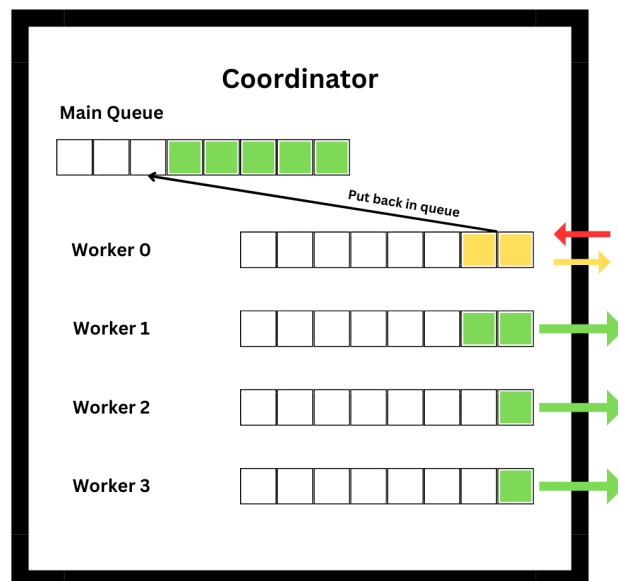 Coordinator
Main Queue
Put back in queue
Worker 0
Worker 1
Worker 2
Worker 3